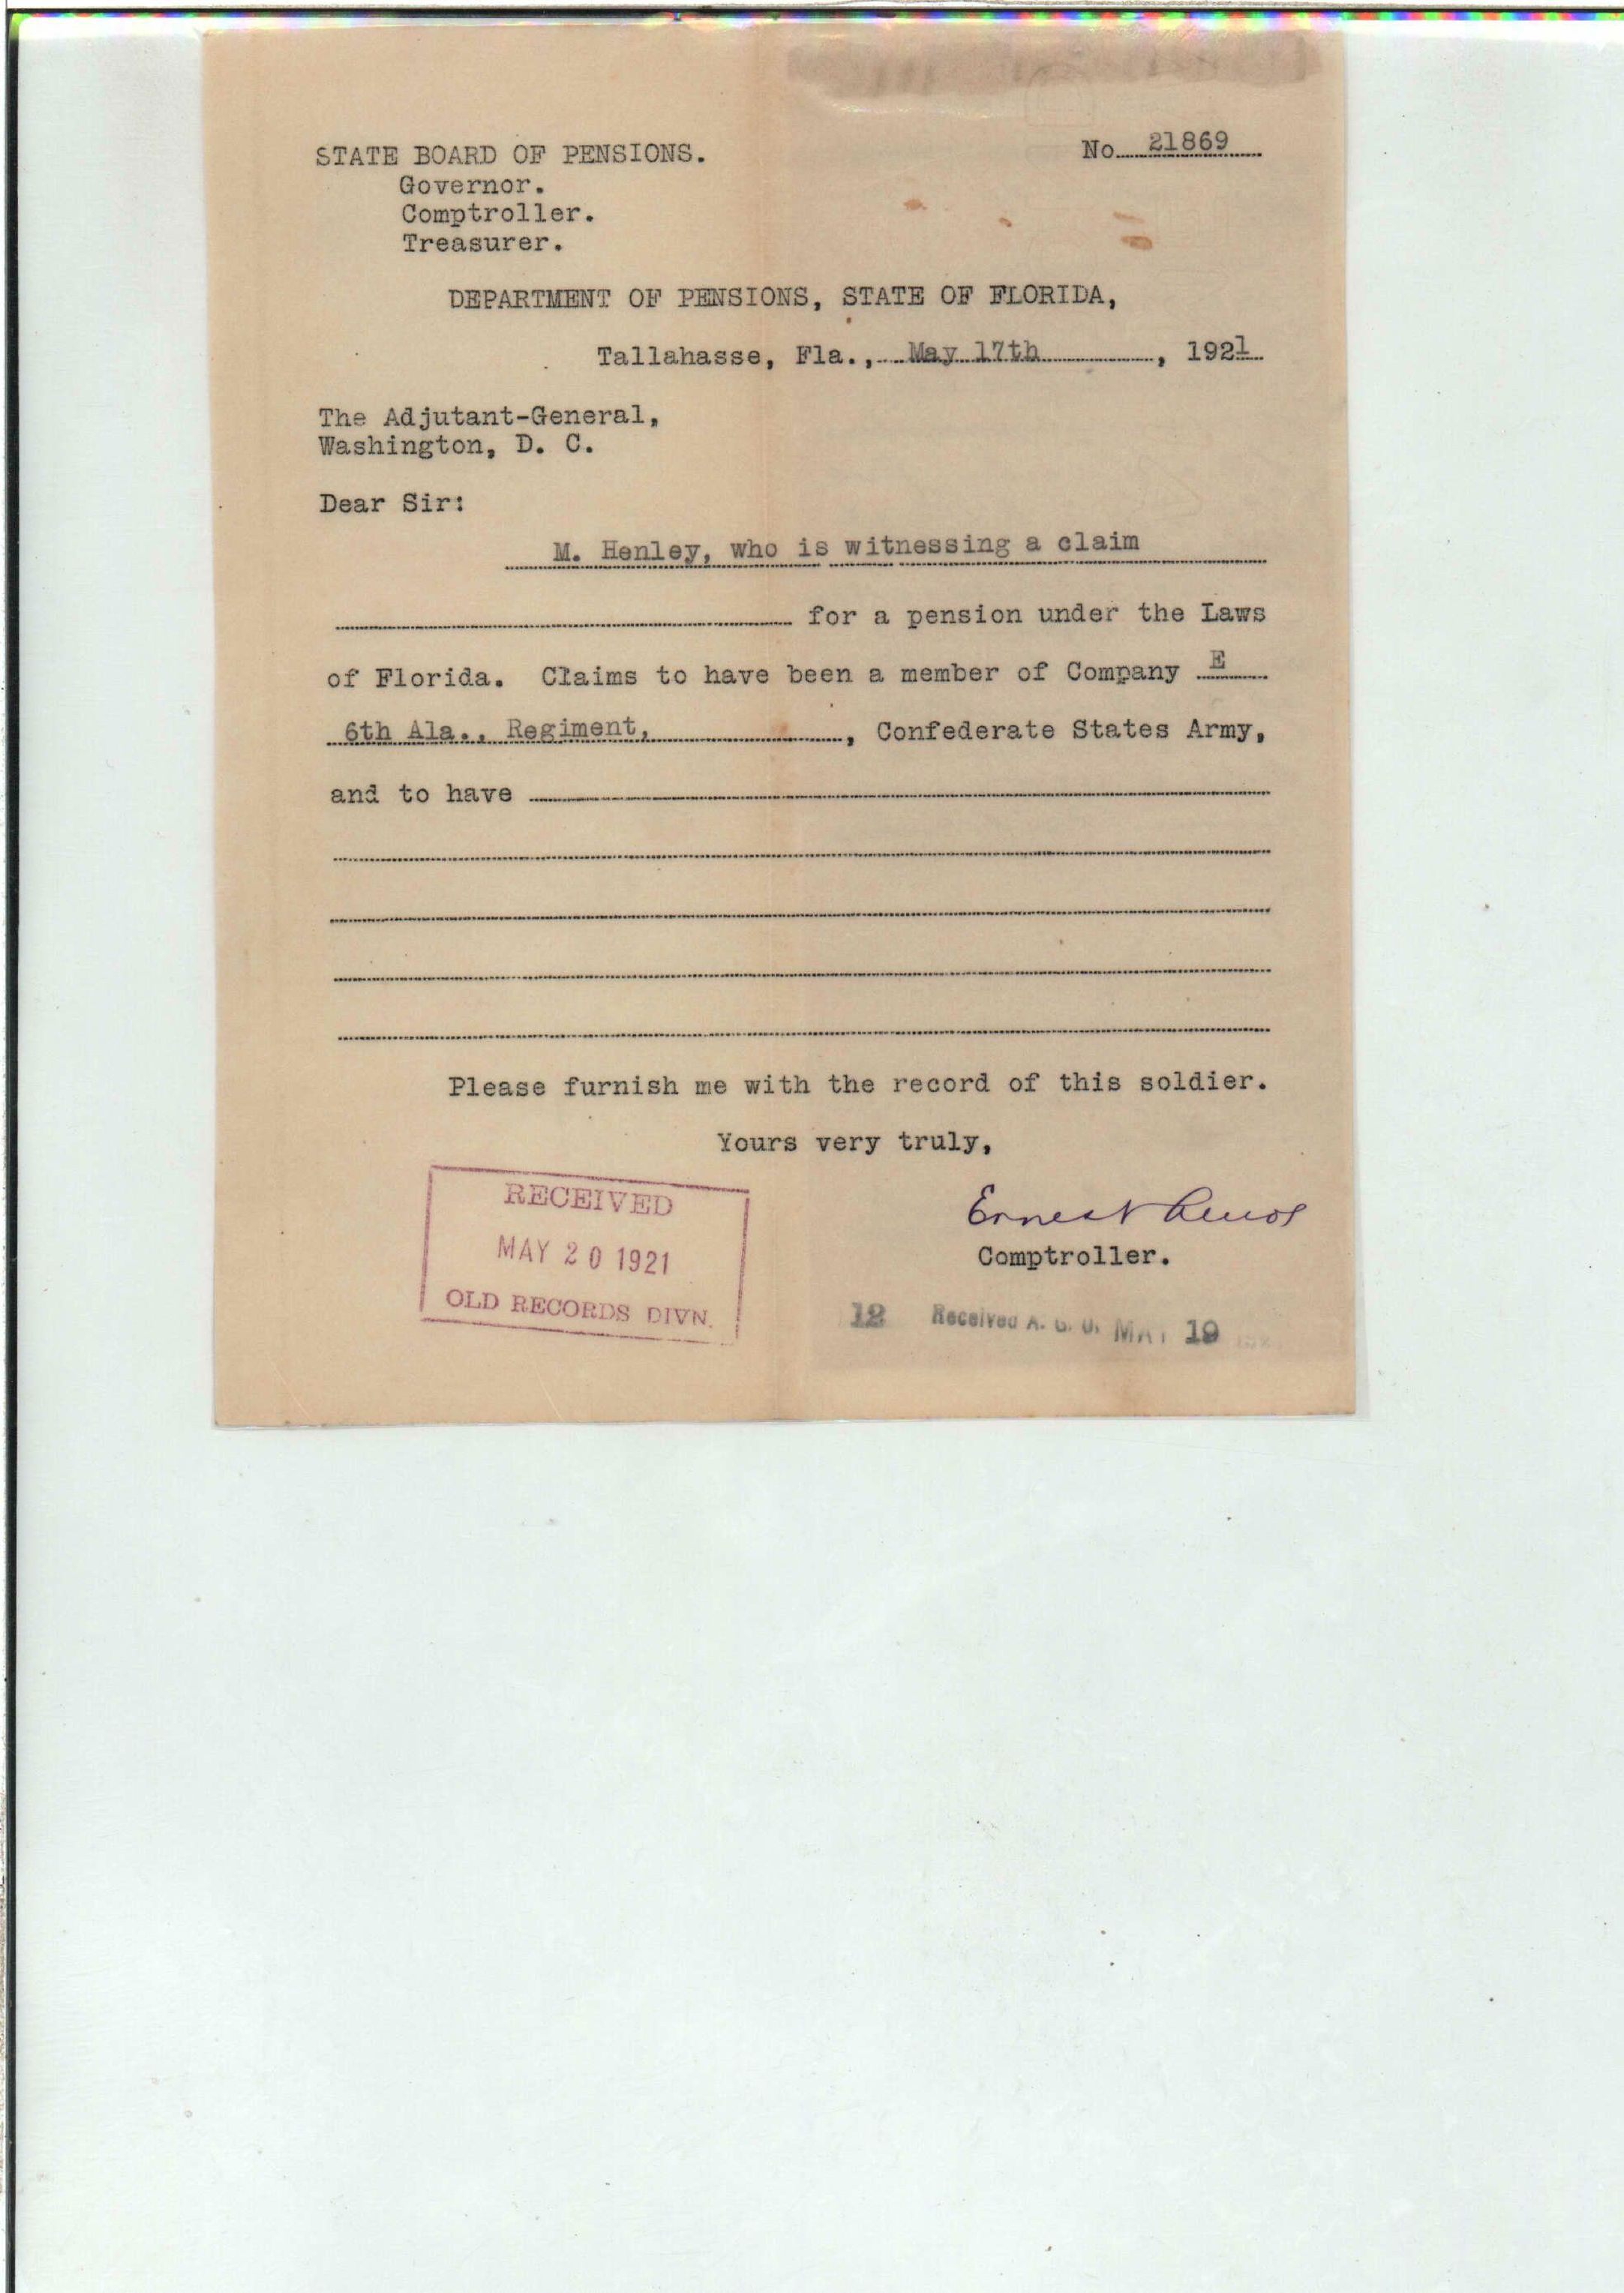 STATE BOARD OF PENSIONS.
No. 21869
Governor.
Comptroller.
Treasurer.
DEPARTMENT OF PENSIONS, STATE OF FLORIDA,
Tallahasse, Fla., May 17th, 1921
The Adjutant-General,
Washington, D. C.
Dear Sir:
M. Henley, who is witnessing a claim
for a pension under the Laws
of Florida. Claims to have been a member of Company E
6th Ala., Regiment, , Confederate States Army,
and to have
Please furnish me with the record of this soldier.
Yours very truly,
Ernest Amos
Comptroller.
RECEIVED
MAY 20 1921
OLD RECORDS DIVN.
12 Received A. G. O. MAY 19